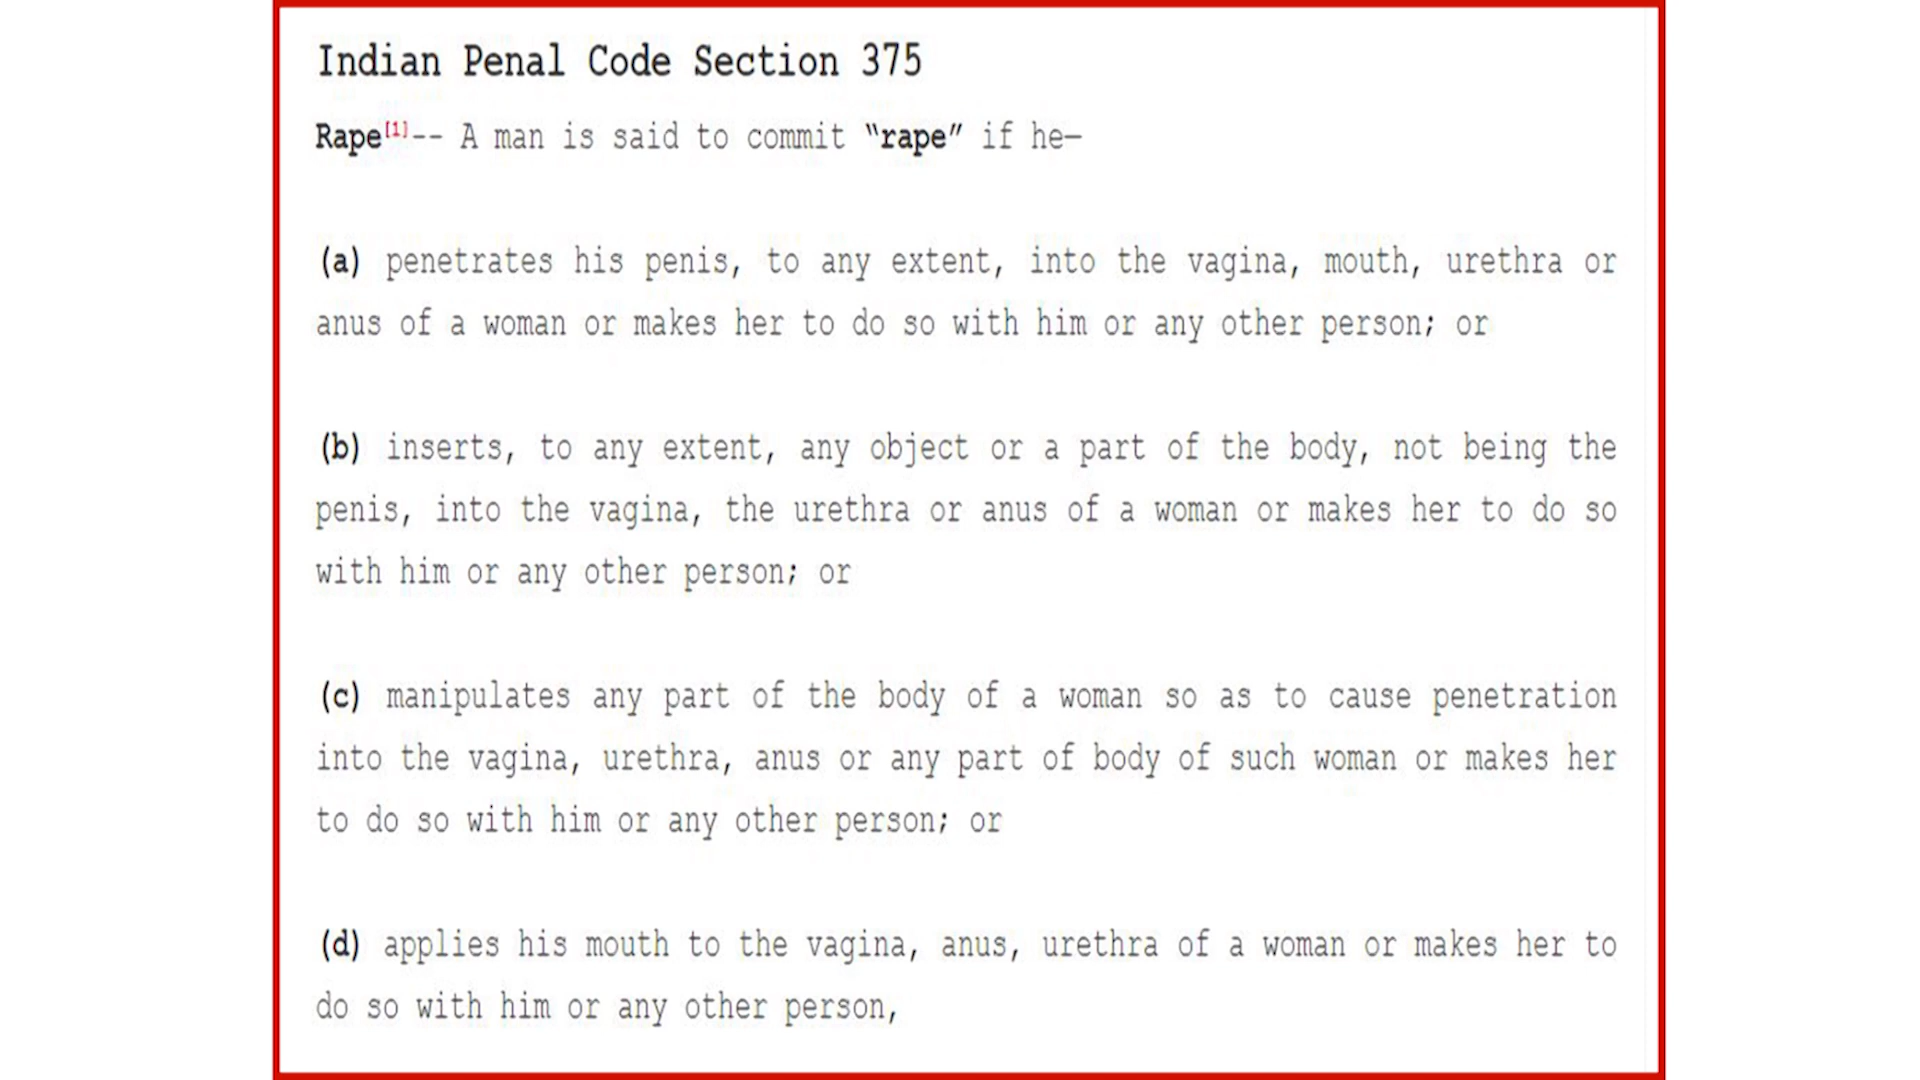 Indian Penal Code Section 375
Rape[1]-- A man is said to commit “rape” if he—
(a) penetrates his penis, to any extent, into the vagina, mouth, urethra or
anus of a woman or makes her to do so with him or any other person; or
(b) inserts, to any extent, any object or a part of the body, not being the
penis, into the vagina, the urethra or anus of a woman or makes her to do so
with him or any other person; or
(c) manipulates any part of the body of a woman so as to cause penetration
into the vagina, urethra, anus or any part of body of such woman or makes her
to do so with him or any other person; or
(d) applies his mouth to the vagina, anus, urethra of a woman or makes her to
do so with him or any other person,